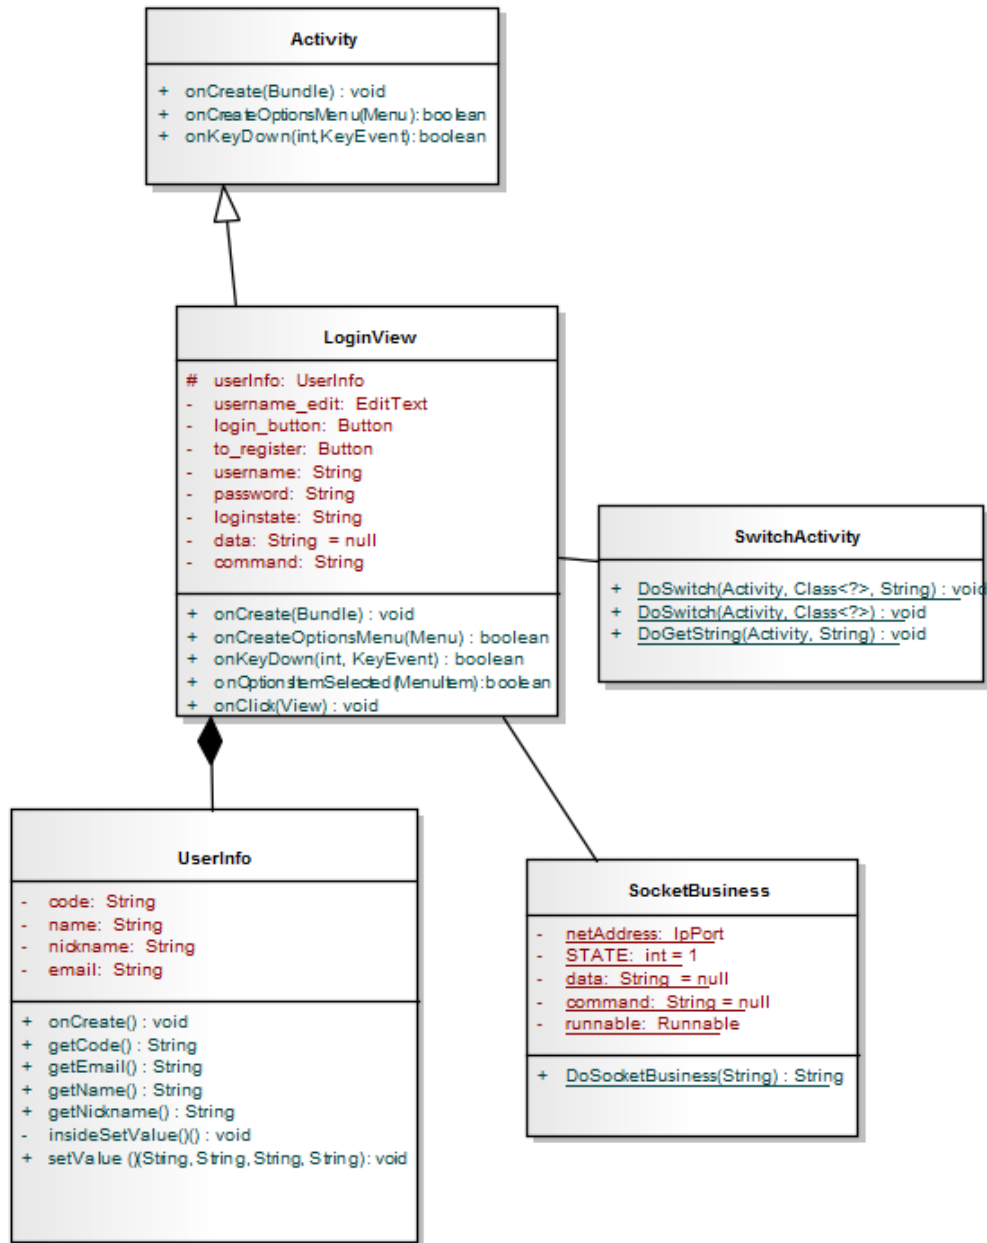 Activity
+ onCreate(Bundle) : void
+ onCreateOptionsMenu(Menu): boolean
+ onKeyDown(int,KeyEvent): boolean
LoginView
# userInfo: UserInfo
- username_edit: EditText
- login_button: Button
- to_register: Button
- username: String
- password: String
- loginstate: String
- data: String = null
- command: String
+ onCreate(Bundle) : void
+ onCreateOptionsMenu(Menu) : boolean
+ onKeyDown(int, KeyEvent) : boolean
+ onOptionsItemSelected(MenuItem): boolean
+ onClick(View) : void
SwitchActivity
+ DoSwitch(Activity, Class<?>, String) : void
+ DoSwitch(Activity, Class<?>) : void
+ DoGetString(Activity, String) : void
UserInfo
- code: String
- name: String
- nickname: String
- email: String
+ onCreate() : void
+ getCode() : String
+ getEmail() : String
+ getName() : String
+ getNickname() : String
- insideSetValue()() : void
+ setValue ()(String, String, String, String): void
SocketBusiness
- netAddress: IpPort
- STATE: int = 1
- data: String = null
- command: String = null
- runnable: Runnable
+ DoSocketBusiness(String) : String